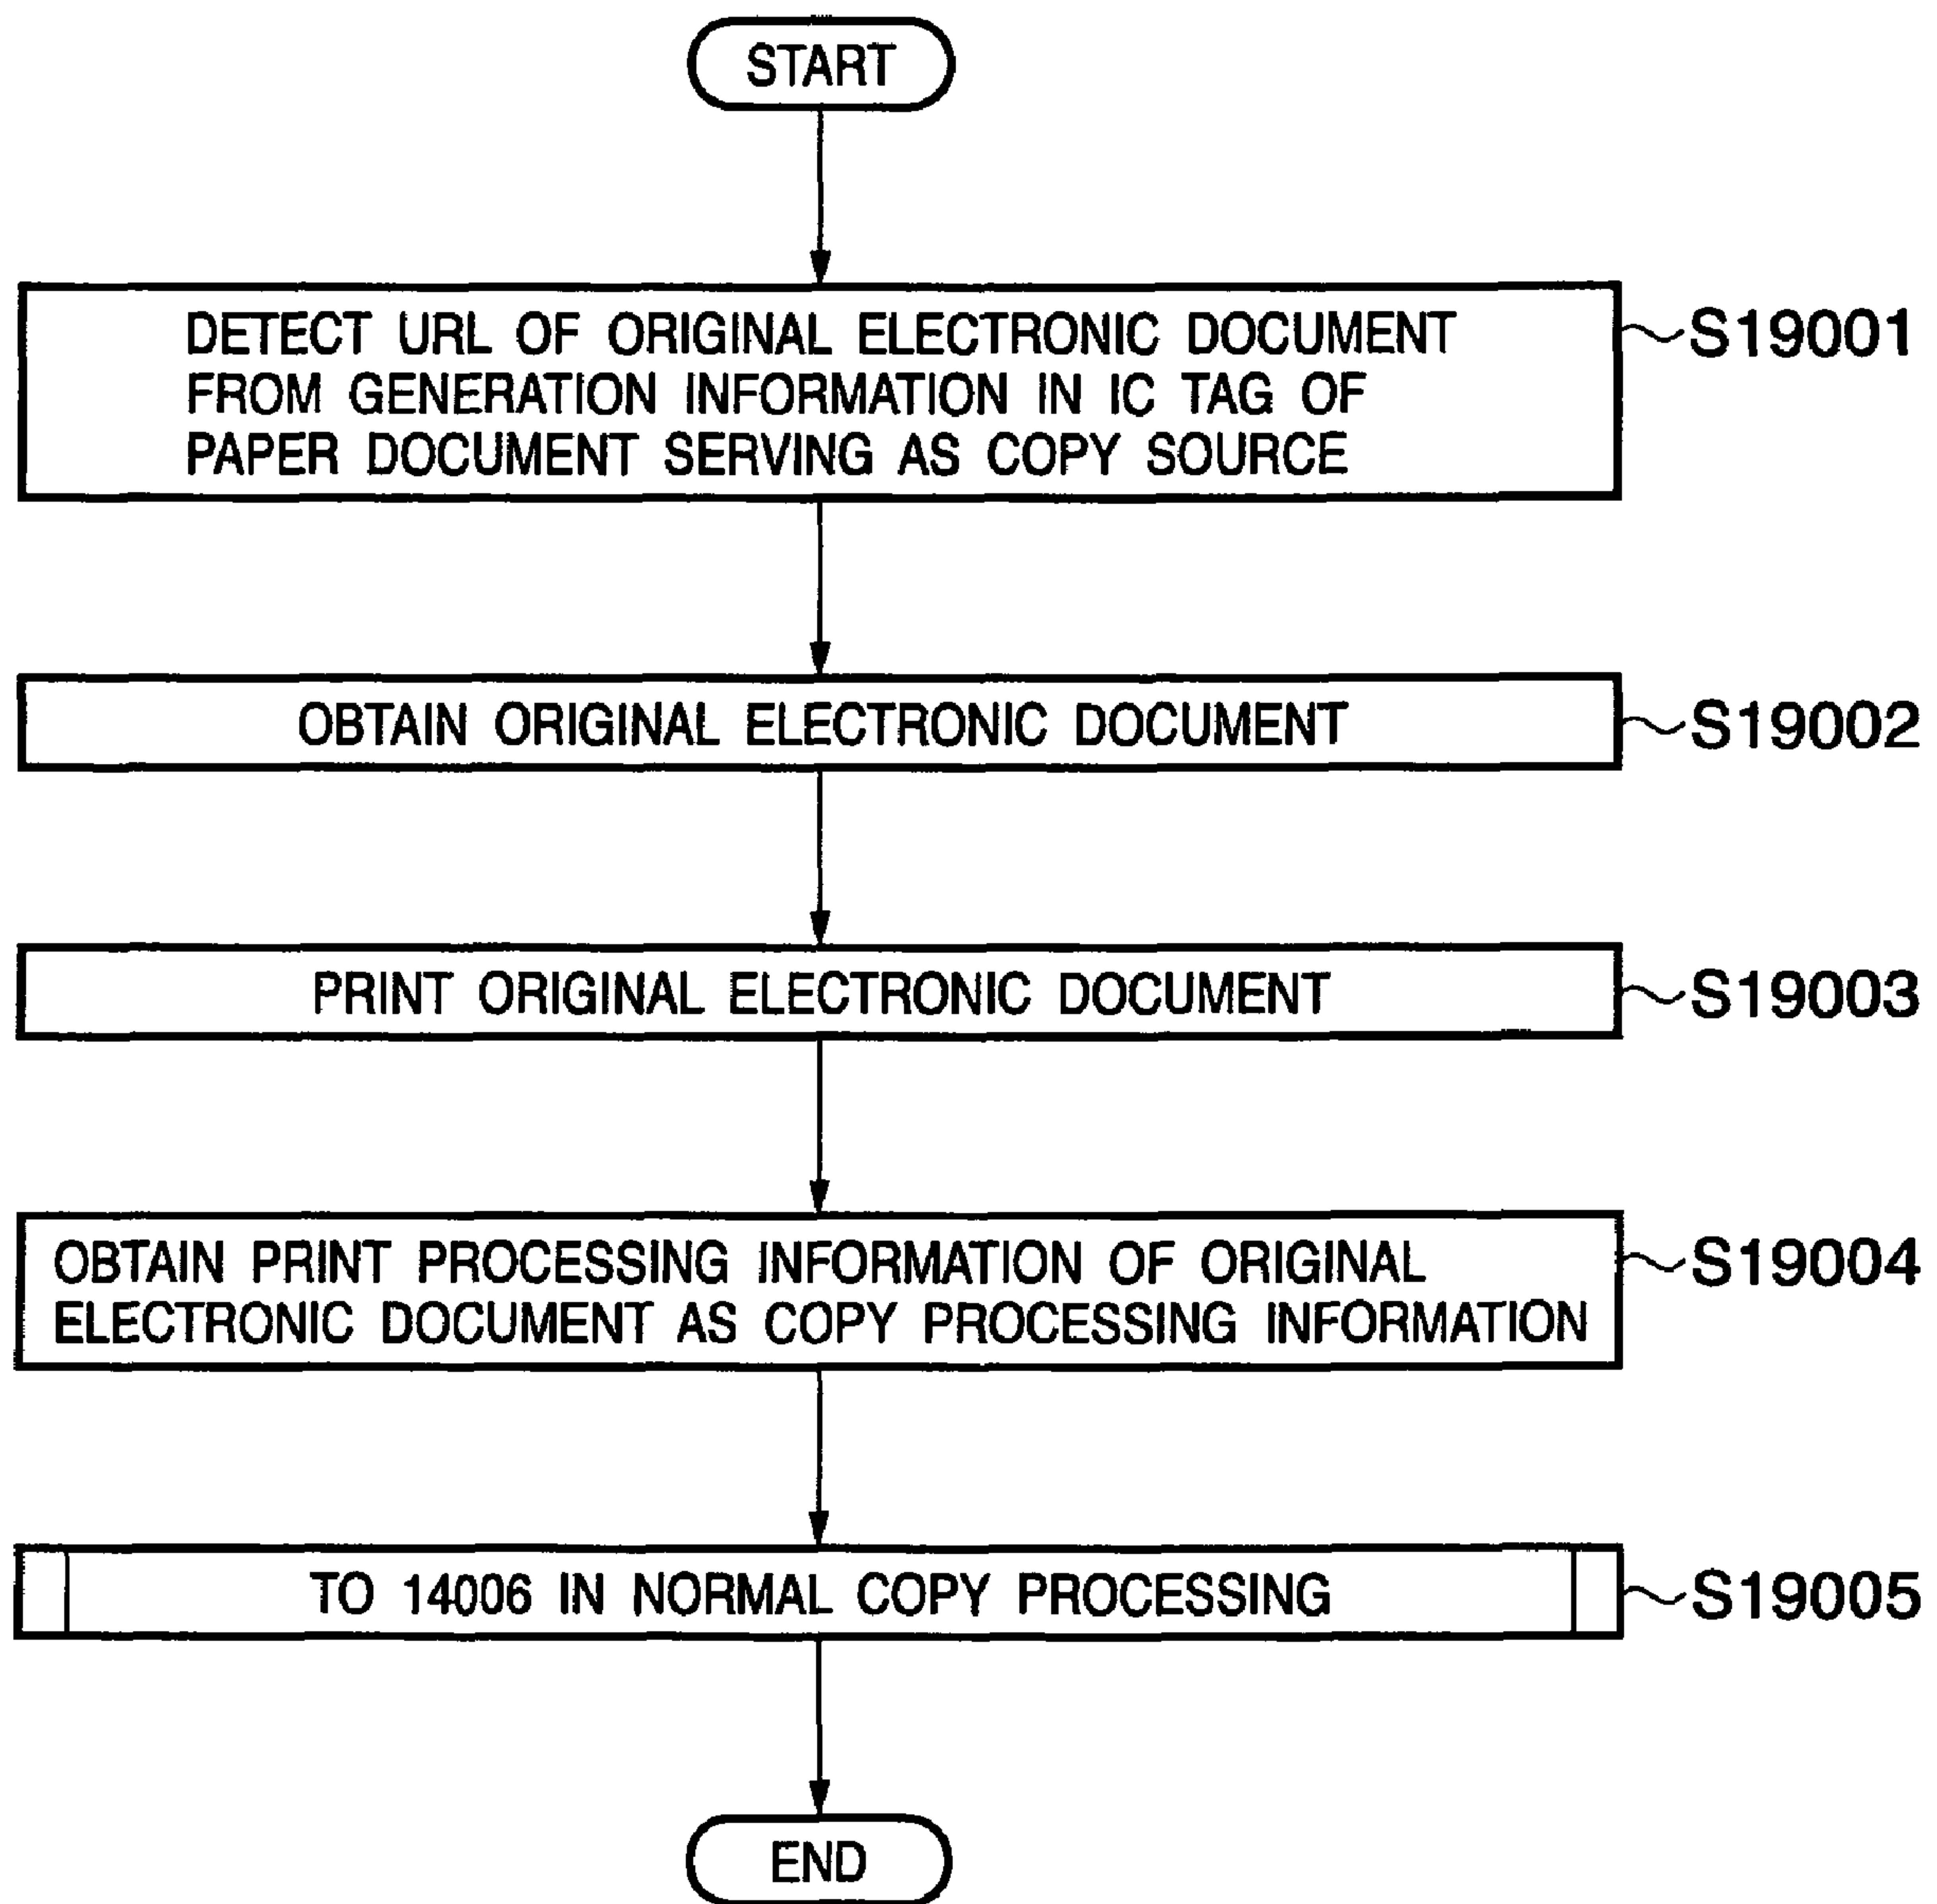 START
DETECT URL OF ORIGINAL ELECTRONIC DOCUMENT
FROM GENERATION INFORMATION IN IC TAG OF
PAPER DOCUMENT SERVING AS COPY SOURCE
S19001
OBTAIN ORIGINAL ELECTRONIC DOCUMENT
S19002
PRINT ORIGINAL ELECTRONIC DOCUMENT
S19003
OBTAIN PRINT PROCESSING INFORMATION OF ORIGINAL
ELECTRONIC DOCUMENT AS COPY PROCESSING INFORMATION
S19004
TO 14006 IN NORMAL COPY PROCESSING
S19005
END